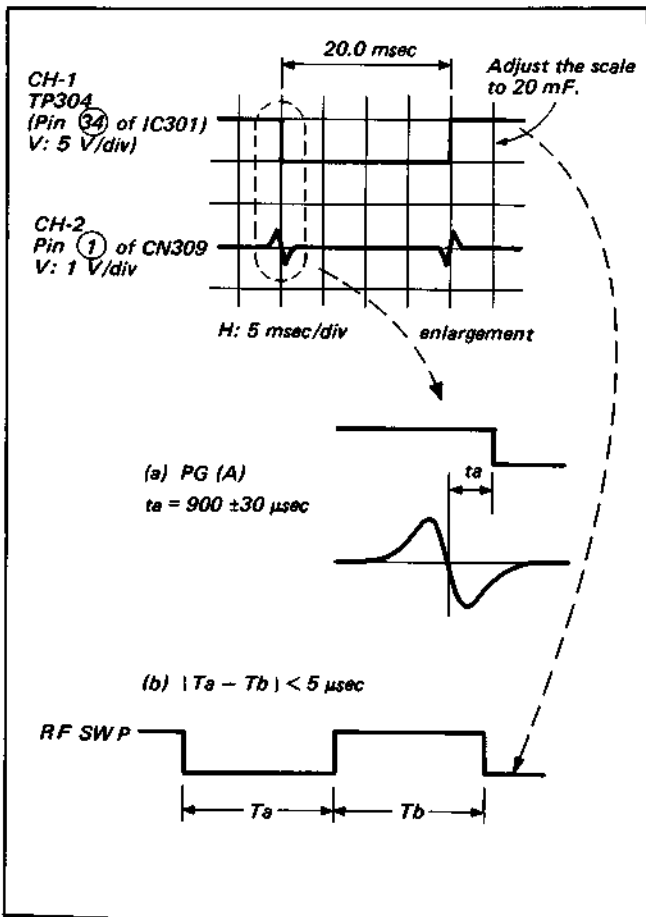 20.0 msec
Adjust the scale
to 20 mF.
CH-1
TP304
(Pin 34 of IC301)
V: 5 V/div)
CH-2
Pin 1 of CN309
V: 1 V/div
H: 5 msec/div
enlargement
(a) PG (A)
ta
ta = 900 ±30 μsec
(b) | Ta − Tb | < 5 μsec
RF SWP
Ta
Tb